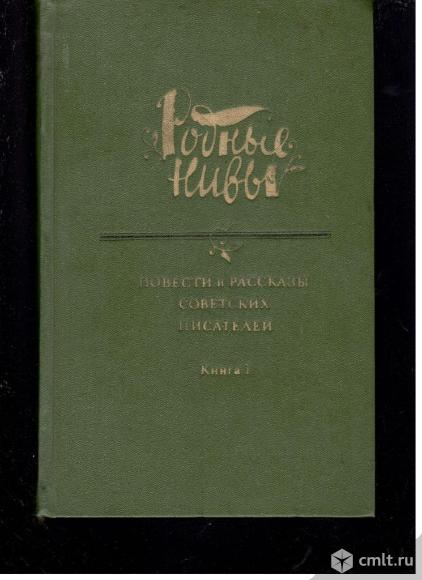 Родные
нивы
ПОВЕСТИ и РАССКАЗЫ
СОВЕТСКИХ
ПИСАТЕЛЕЙ
Книга 1
cmlt.ru